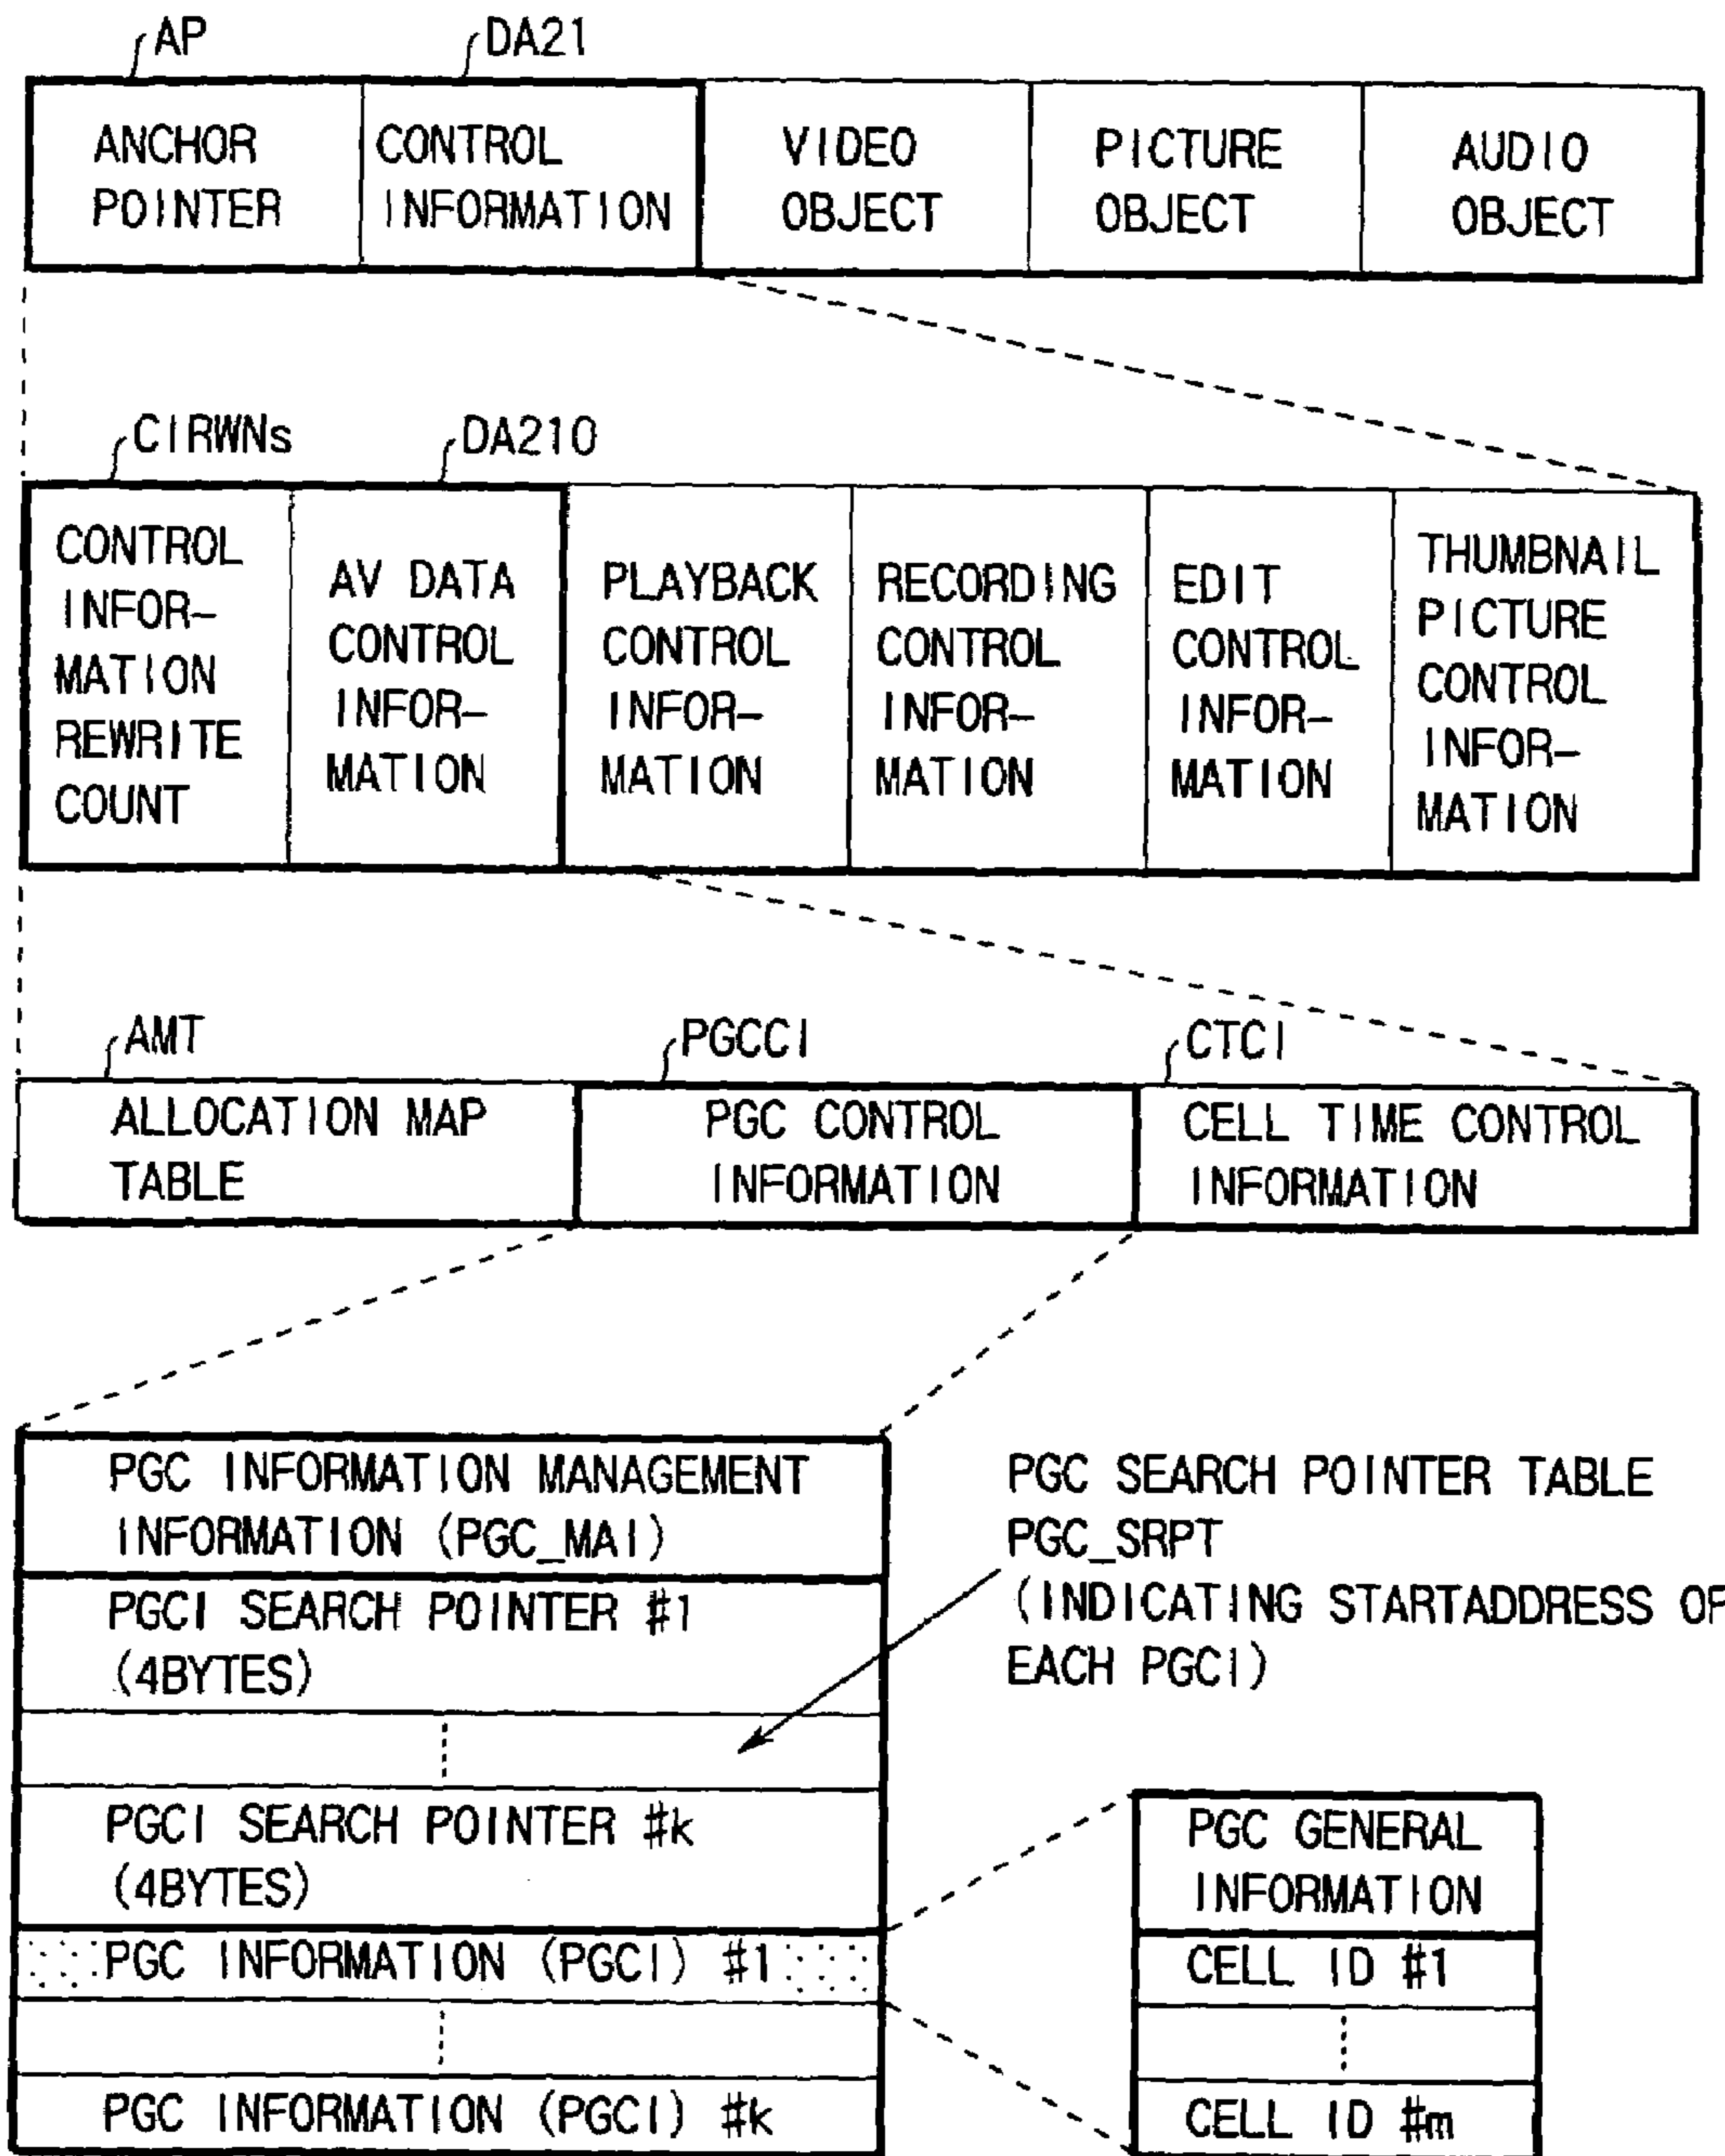 AP
DA21
ANCHOR
POINTER
CONTROL
INFORMATION
VIDEO
OBJECT
PICTURE
OBJECT
AUDIO
OBJECT
CIRWNs
DA210
CONTROL
INFOR-
MATION
REWRITE
COUNT
AV DATA
CONTROL
INFOR-
MATION
PLAYBACK
CONTROL
INFOR-
MATION
RECORDING
CONTROL
INFOR-
MATION
EDIT
CONTROL
INFOR-
MATION
THUMBNAIL
PICTURE
CONTROL
INFOR-
MATION
AMT
PGCCI
CTCI
ALLOCATION MAP
TABLE
PGC CONTROL
INFORMATION
CELL TIME CONTROL
INFORMATION
PGC INFORMATION MANAGEMENT
INFORMATION (PGC_MAI)
PGCI SEARCH POINTER #1
(4BYTES)
PGCI SEARCH POINTER #k
(4BYTES)
PGC INFORMATION (PGCI) #1
PGC INFORMATION (PGCI) #k
PGC SEARCH POINTER TABLE
PGC_SRPT
(INDICATING STARTADDRESS OF
EACH PGCI)
PGC GENERAL
INFORMATION
CELL ID #1
CELL ID #m